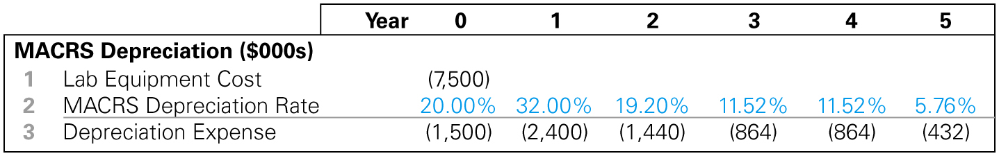 Year 0 1 2 3 4 5
MACRS Depreciation ($000s)
1 Lab Equipment Cost (7,500)
2 MACRS Depreciation Rate 20.00% 32.00% 19.20% 11.52% 11.52% 5.76%
3 Depreciation Expense (1,500) (2,400) (1,440) (864) (864) (432)